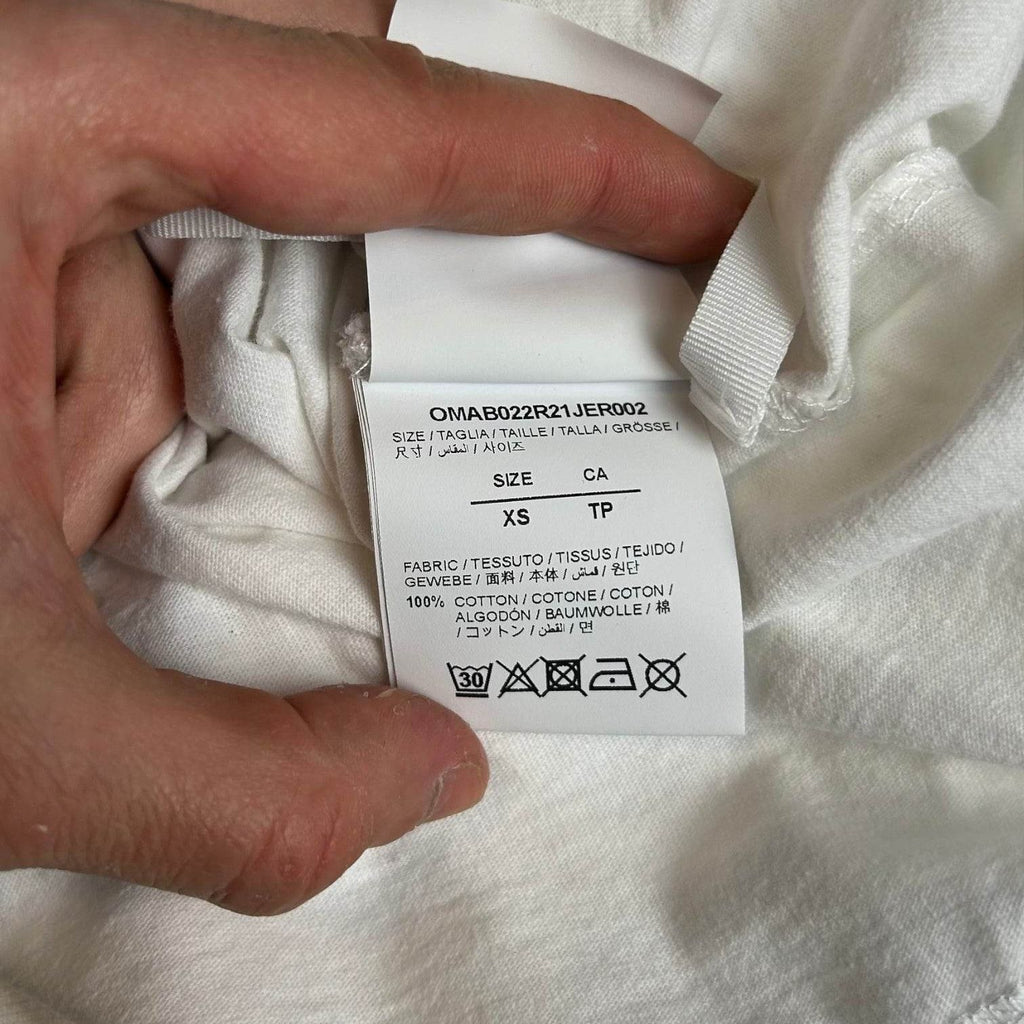 OMAB022R21JER002
SIZE / TAGLIA / TAILLE / TALLA / GRÖSSE /
尺寸 / المقاس / 사이즈
SIZE CA
XS TP
FABRIC / TESSUTO / TISSUS / TEJIDO /
GEWEBE / 面料 / 本体 / قماش / 원단
100% COTTON / COTONE / COTON /
ALGODÓN / BAUMWOLLE / 棉
/ コットン / القطن / 면
30